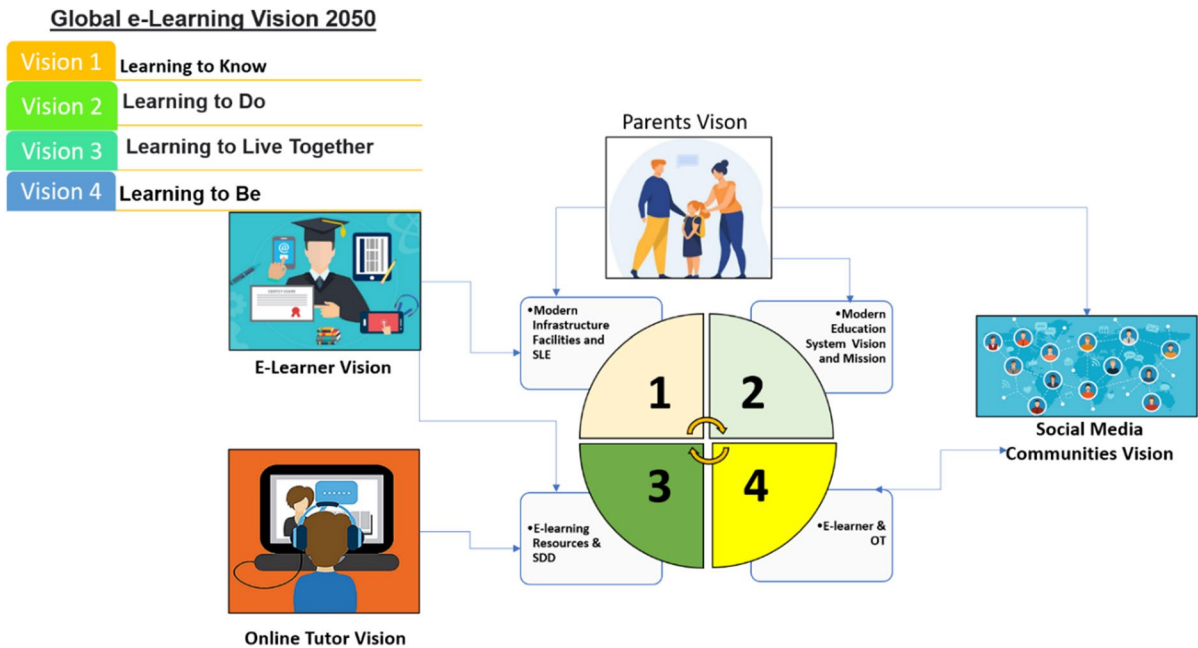 Global e-Learning Vision 2050
Vision 1 Learning to Know
Vision 2 Learning to Do
Vision 3 Learning to Live Together
Vision 4 Learning to Be
Parents Vison
•Modern
Infrastructure
Facilities and
SLE
•Modern
Education
System Vision
and Mission
E-Learner Vision
1
2
3
4
Social Media
Communities Vision
•E-learning
Resources &
SDD
•E-learner &
OT
Online Tutor Vision